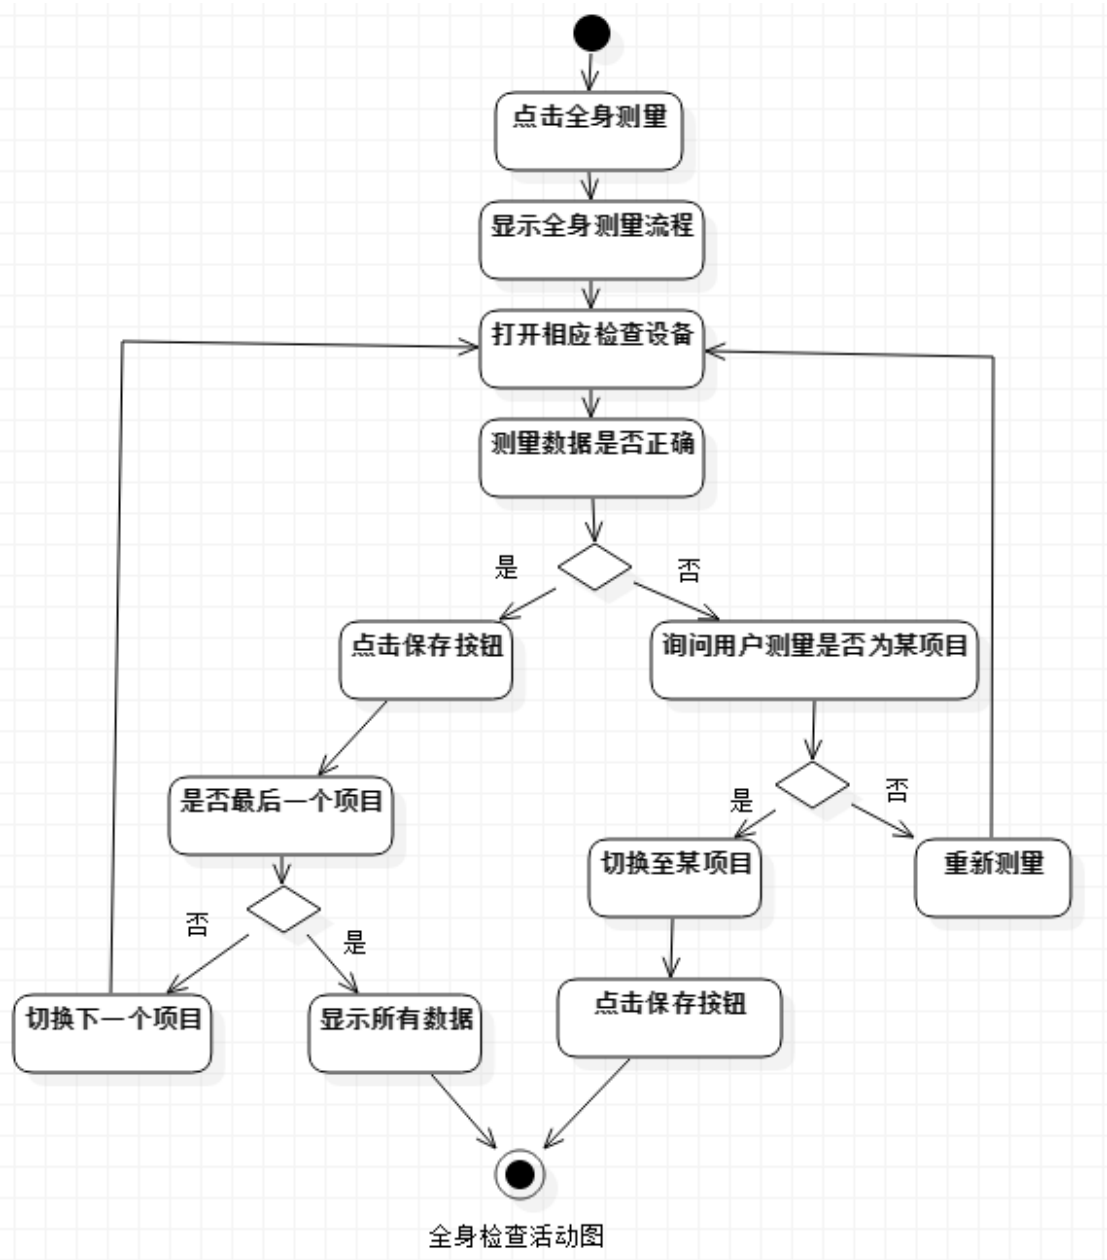 点击全身测量
显示全身测量流程
打开相应检查设备
测量数据是否正确
是
否
点击保存按钮
询问用户测量是否为某项目
是否最后一个项目
是
否
切换至某项目
重新测量
否
是
切换下一个项目
显示所有数据
点击保存按钮
全身检查活动图